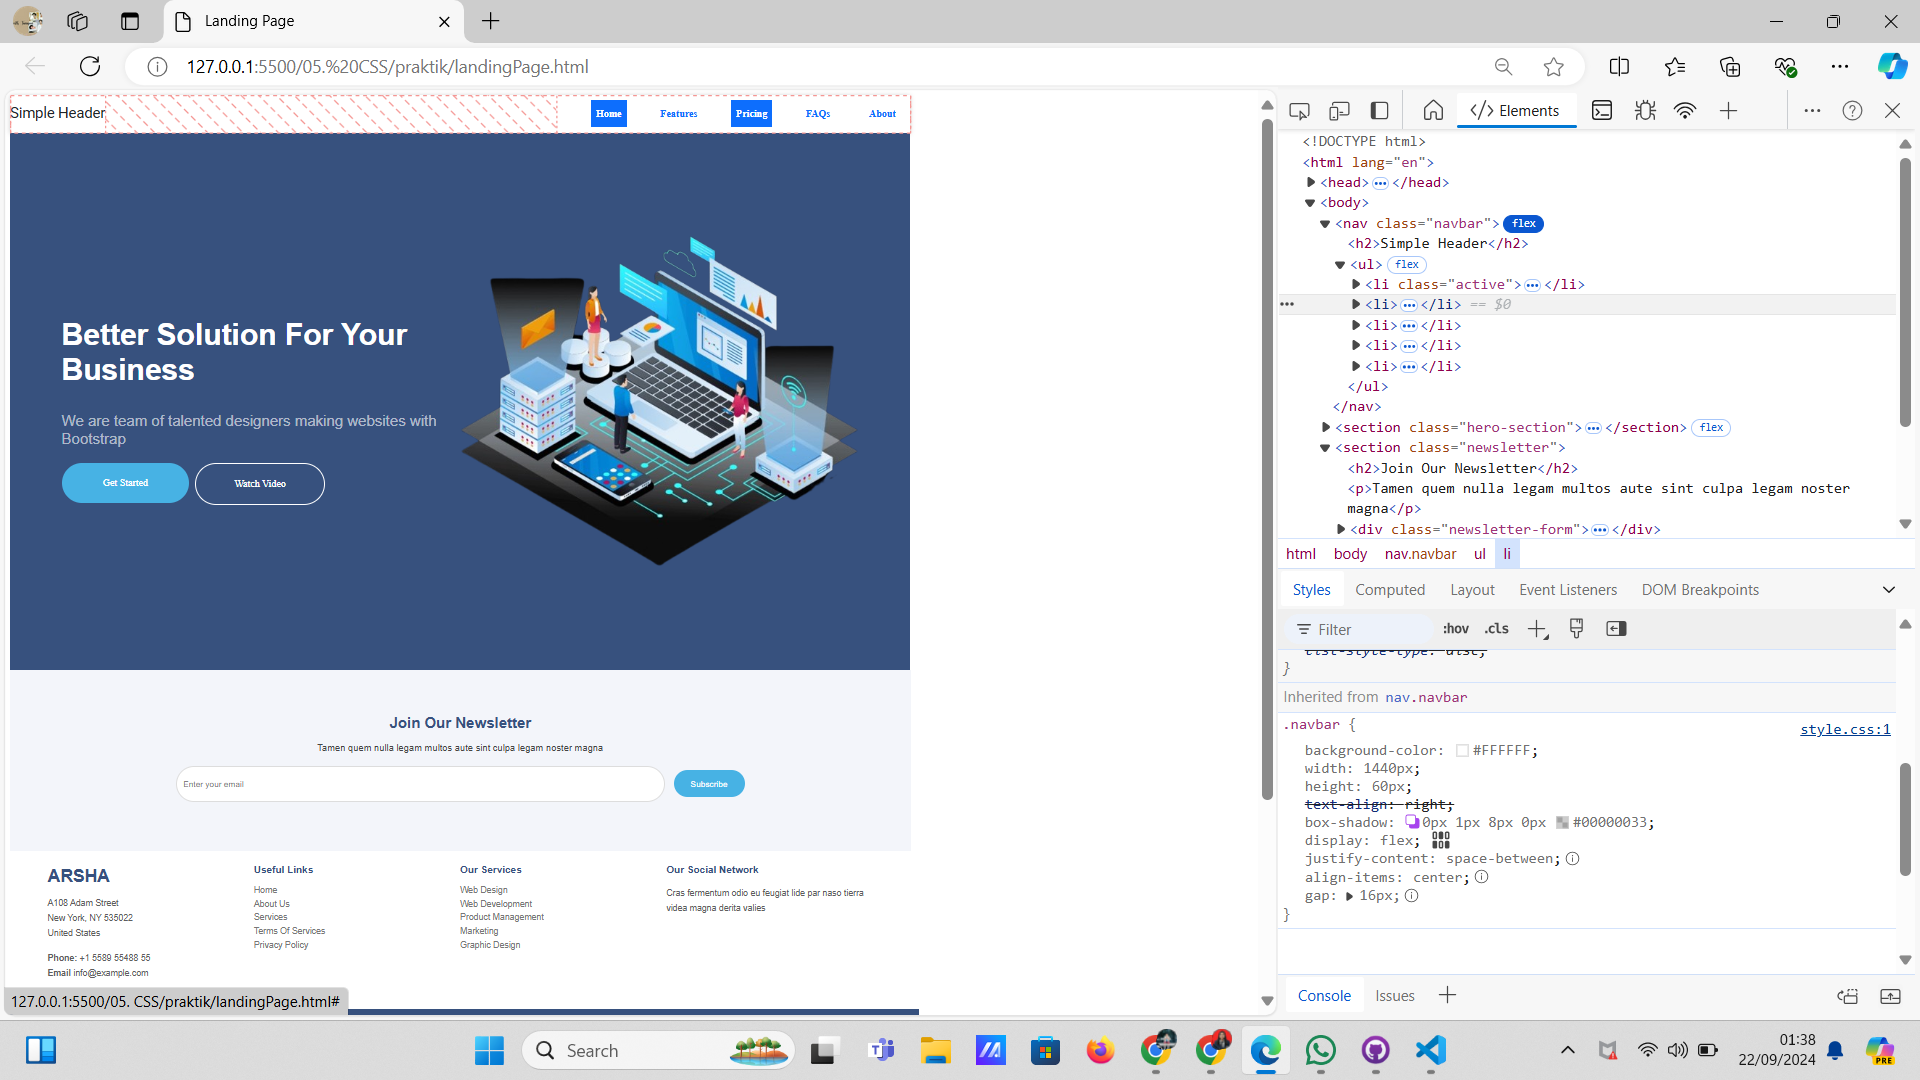 Landing Page
127.0.0.1:5500/05.%20CSS/praktik/landingPage.html
Simple Header
Home
Features
Pricing
FAQs
About
Better Solution For Your
Business
We are team of talented designers making websites with
Bootstrap
Get Started
Watch Video
Join Our Newsletter
Tamen quem nulla legam multos aute sint culpa legam noster magna
Enter your email
Subscribe
ARSHA
A108 Adam Street
New York, NY 535022
United States
Phone: +1 5589 55488 55
Email info@example.com
Useful Links
Home
About Us
Services
Terms Of Services
Privacy Policy
Our Services
Web Design
Web Development
Product Management
Marketing
Graphic Design
Our Social Network
Cras fermentum odio eu feugiat lide par naso tierra
videa magna derita valies
127.0.0.1:5500/05. CSS/praktik/landingPage.html#
Elements
<!DOCTYPE html>
<html lang="en">
<head>…</head>
<body>
<nav class="navbar"> flex
<h2>Simple Header</h2>
<ul> flex
<li class="active">…</li>
<li>…</li> == $0
<li>…</li>
<li>…</li>
<li>…</li>
</ul>
</nav>
<section class="hero-section">…</section> flex
<section class="newsletter">
<h2>Join Our Newsletter</h2>
<p>Tamen quem nulla legam multos aute sint culpa legam noster
magna</p>
<div class="newsletter-form">…</div>
html body nav.navbar ul li
Styles Computed Layout Event Listeners DOM Breakpoints
Filter :hov .cls
list-style-type: disc;
}
Inherited from nav.navbar
.navbar { style.css:1
background-color: #FFFFFF;
width: 1440px;
height: 60px;
text-align: right;
box-shadow: 0px 1px 8px 0px #00000033;
display: flex;
justify-content: space-between;
align-items: center;
gap: 16px;
}
Console Issues
Search
PRE
01:38
22/09/2024